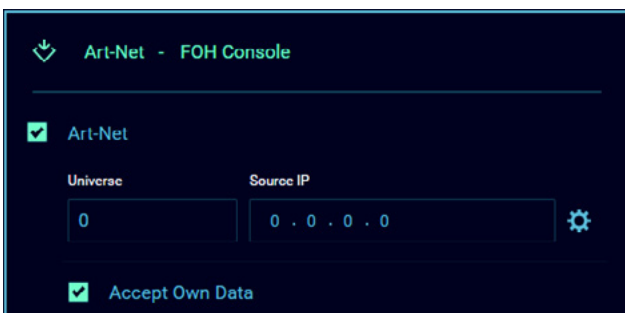 Art-Net - FOH Console
Art-Net
Universe Source IP
0 0 . 0 . 0 . 0
Accept Own Data